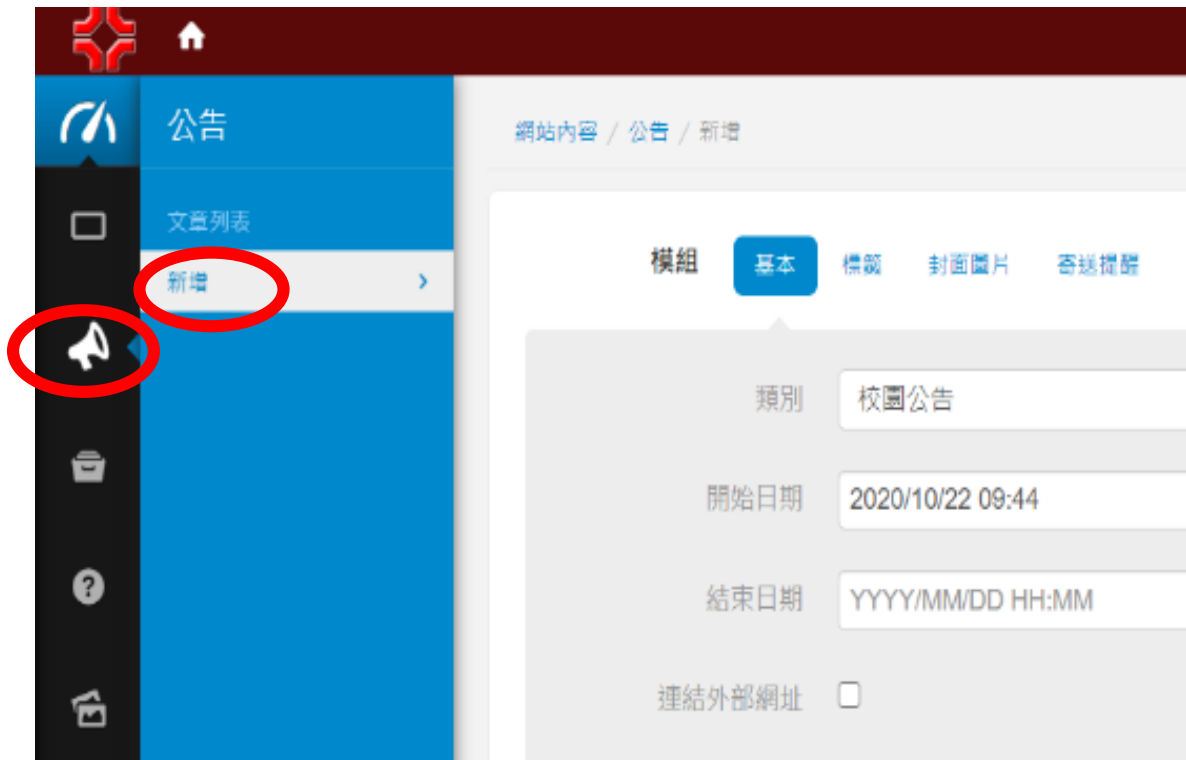 公告
網站內容 / 公告 / 新增
文章列表
新增
模組 基本 標籤 封面圖片 寄送提醒
類別 校園公告
開始日期 2020/10/22 09:44
結束日期 YYYY/MM/DD HH:MM
連結外部網址